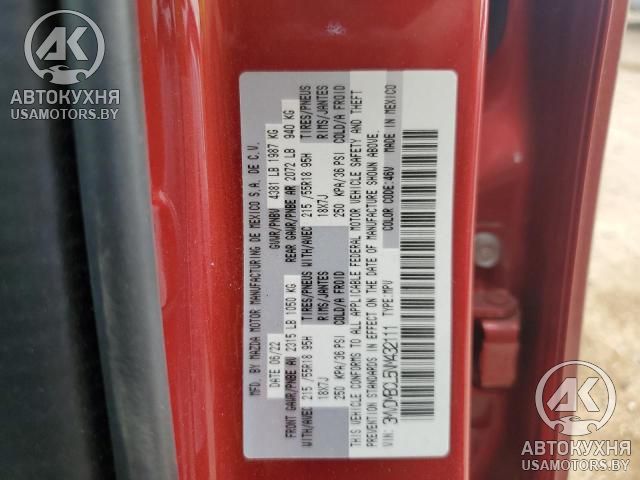 AK
АВТОКУХНЯ
USAMOTORS.BY
MFD. BY MAZDA MOTOR MANUFACTURING DE MEXICO S.A. DE C.V.
DATE 06/22 GVWR/PNBV 4381 LB 1987 KG
FRONT GAWR/PNBE AV 2315 LB 1050 KG REAR GAWR/PNBE AR 2072 LB 940 KG
WITH/AVEC 215 /55R18 95H TIRES/PNEUS WITH/AVEC 215 /55R18 95H TIRES/PNEUS
18X7J RIMS/JANTES 18X7J RIMS/JANTES
250 KPA/36 PSI COLD/A FROID 250 KPA/36 PSI COLD/A FROID
THIS VEHICLE CONFORMS TO ALL APPLICABLE FEDERAL MOTOR VEHICLE SAFETY AND THEFT
PREVENTION STANDARDS IN EFFECT ON THE DATE OF MANUFACTURE SHOWN ABOVE.
VIN: TYPE:MPV COLOR CODE:46V MADE IN MEXICO
AK
АВТОКУХНЯ
USAMOTORS.BY